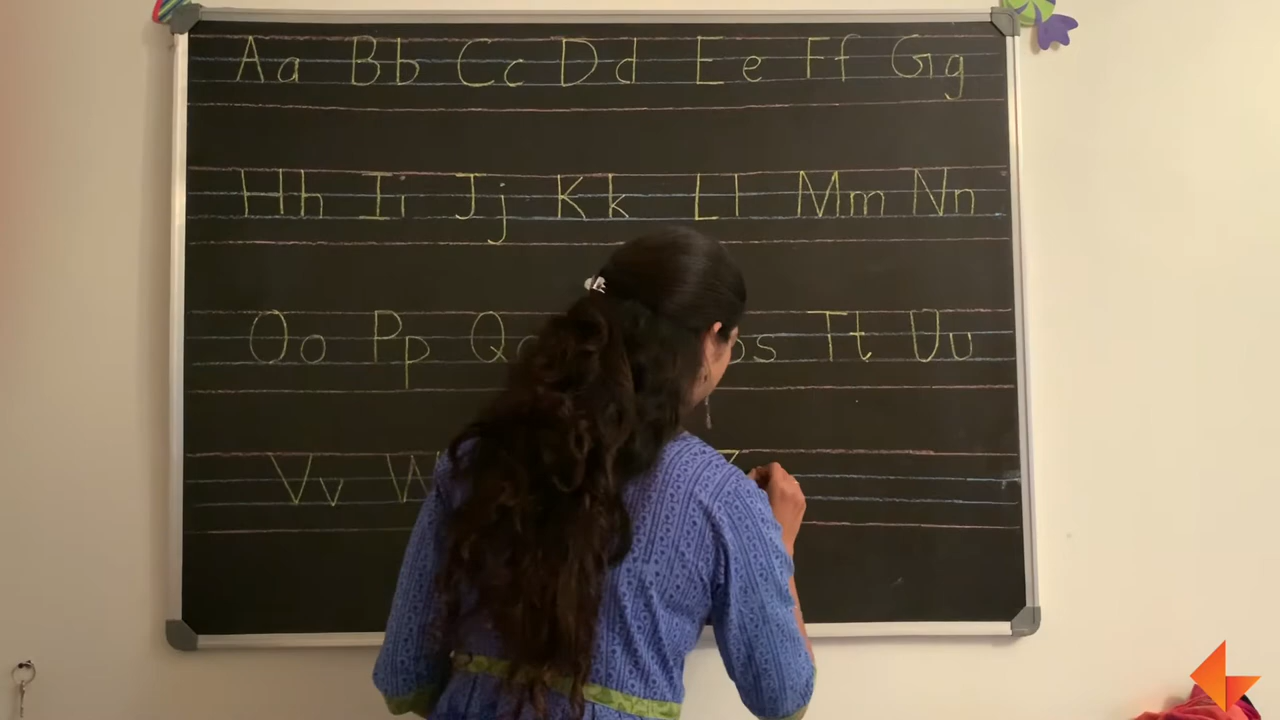 Aa Bb Cc Dd Ee Ff Gg
Hh Ii Jj Kk Ll Mm Nn
Oo Pp Q s Tt Uu
Vv W